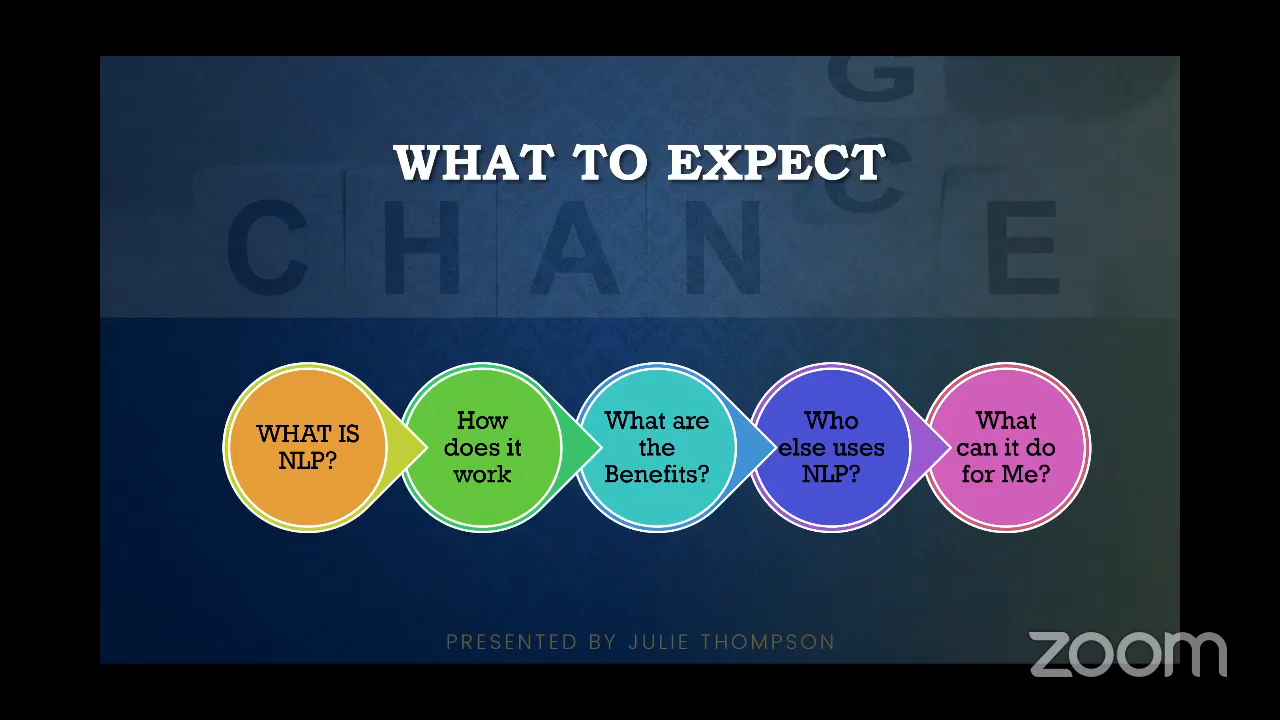 G
WHAT TO EXPECT
C
C H A N E
WHAT IS
NLP?
How
does it
work
What are
the
Benefits?
Who
else uses
NLP?
What
can it do
for Me?
PRESENTED BY JULIE THOMPSON
zoom